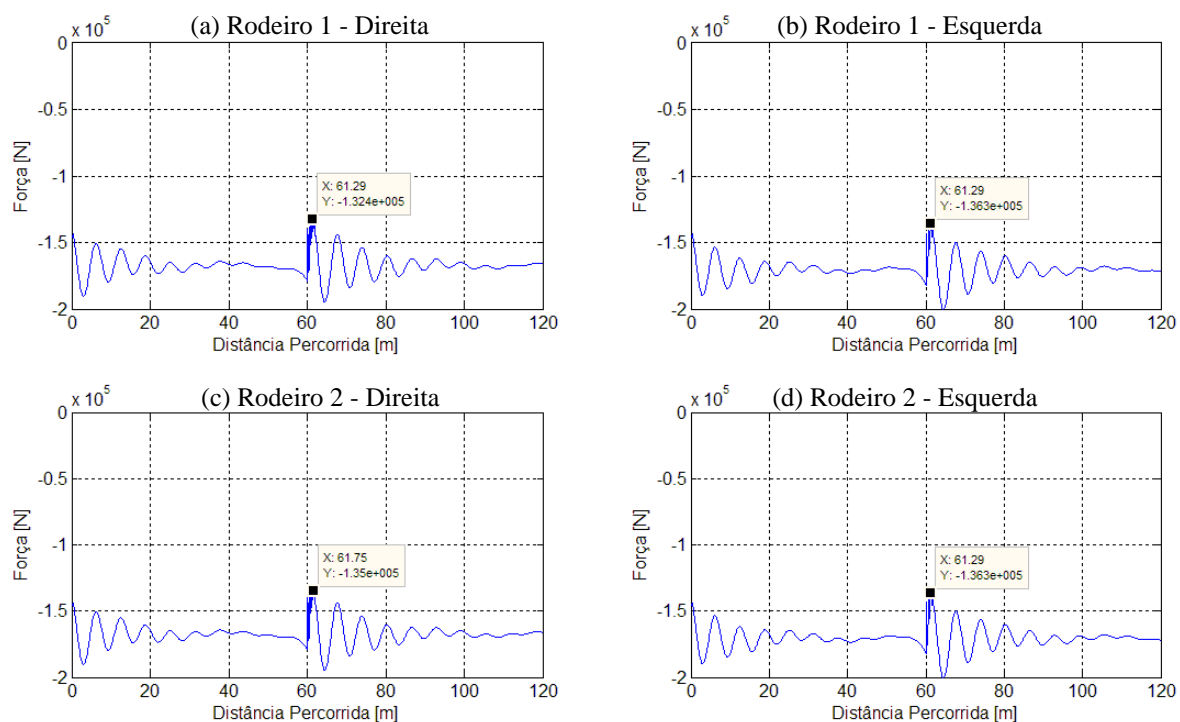 (a) Rodeiro 1 - Direita
x 10^5
0
-0.5
-1
-1.5
-2
Força [N]
X: 61.29
Y: -1.324e+005
0 20 40 60 80 100 120
Distância Percorrida [m]
(b) Rodeiro 1 - Esquerda
x 10^5
0
-0.5
-1
-1.5
-2
Força [N]
X: 61.29
Y: -1.363e+005
0 20 40 60 80 100 120
Distância Percorrida [m]
(c) Rodeiro 2 - Direita
x 10^5
0
-0.5
-1
-1.5
-2
Força [N]
X: 61.75
Y: -1.35e+005
0 20 40 60 80 100 120
Distância Percorrida [m]
(d) Rodeiro 2 - Esquerda
x 10^5
0
-0.5
-1
-1.5
-2
Força [N]
X: 61.29
Y: -1.363e+005
0 20 40 60 80 100 120
Distância Percorrida [m]